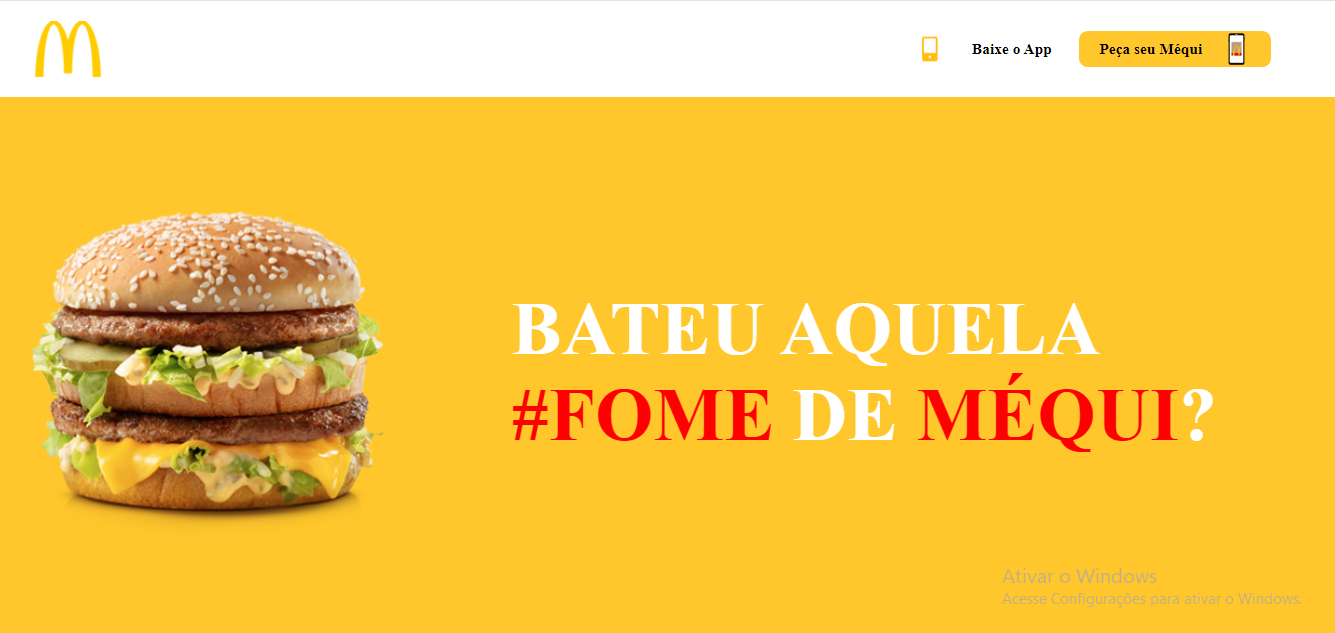 Baixe o App
Peça seu Méqui
BATEU AQUELA
#FOME DE MÉQUI?
Ativar o Windows
Acesse Configurações para ativar o Windows.